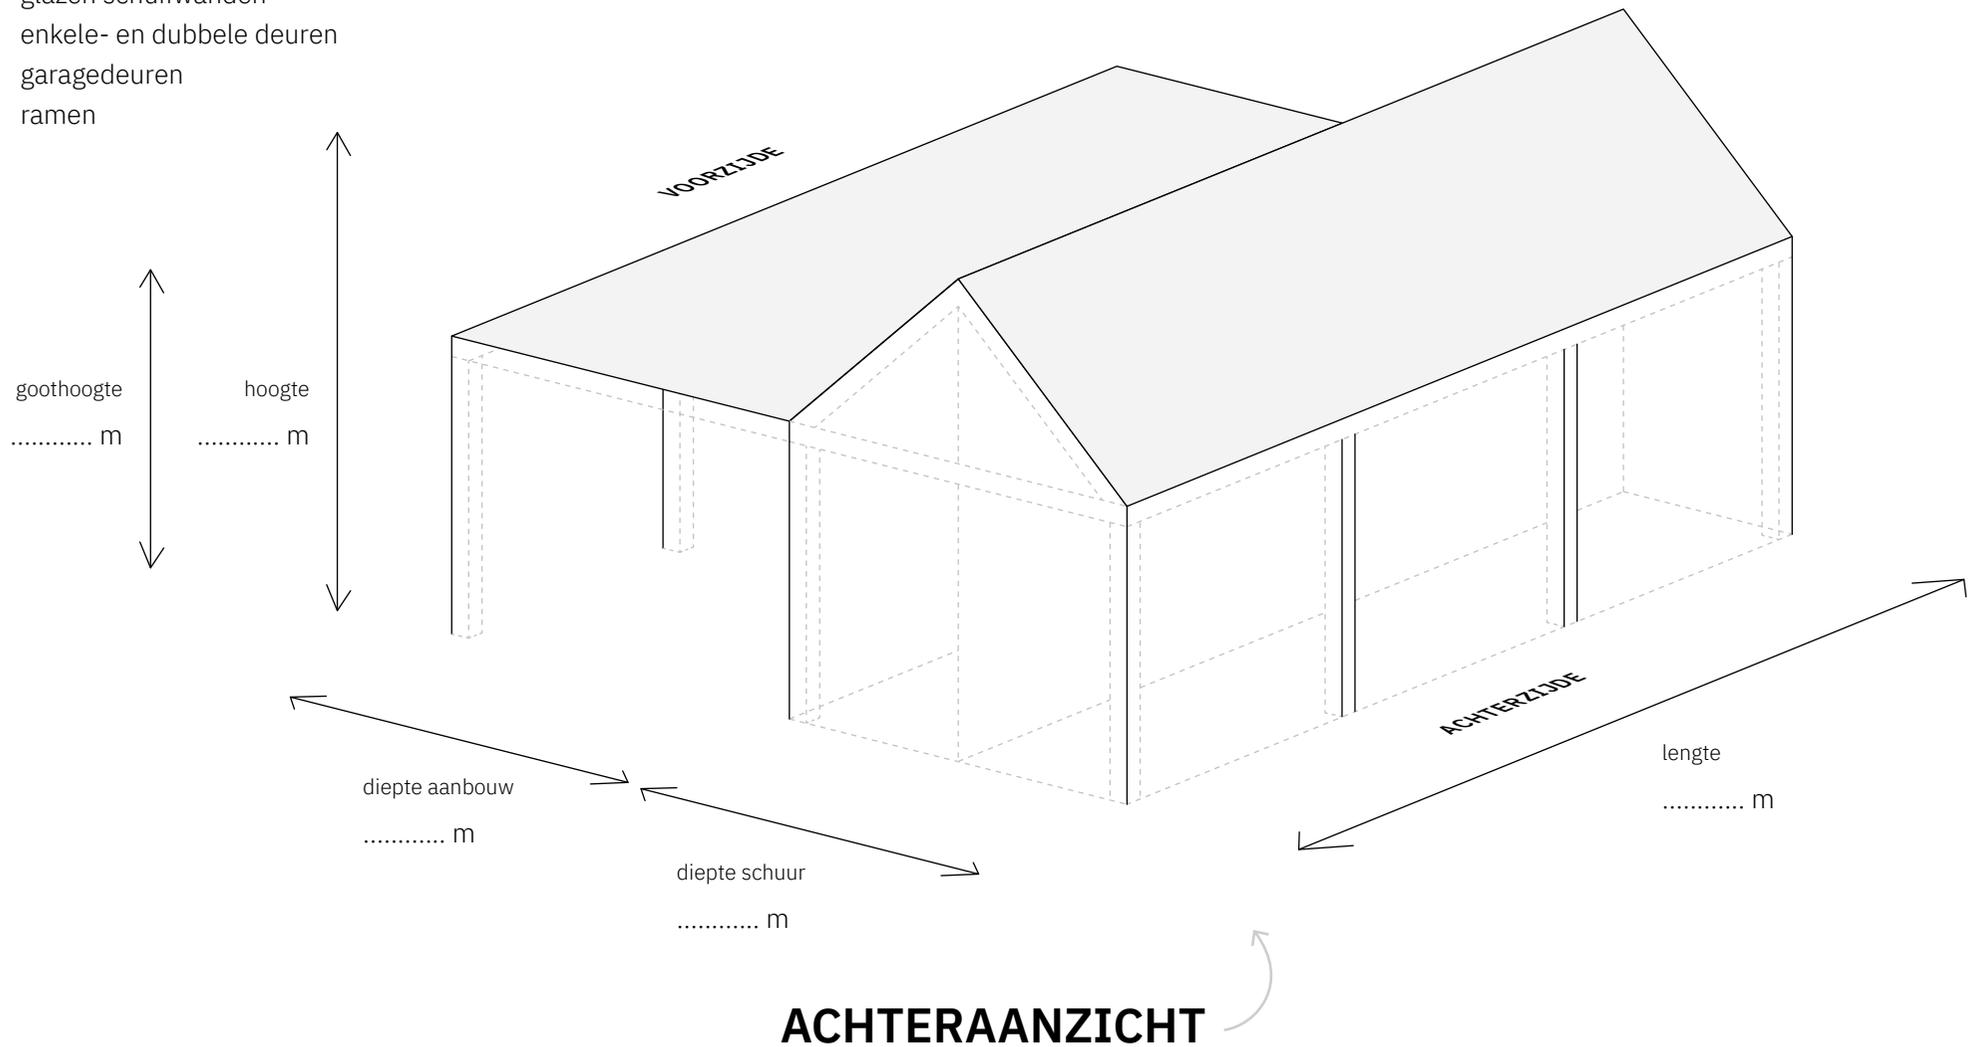 enkele- en dubbele deuren
garagedeuren
ramen
VOORZIJDE
goothoogte
............ m
hoogte
............ m
diepte aanbouw
............ m
diepte schuur
............ m
ACHTERZIJDE
lengte
............ m
ACHTERAANZICHT